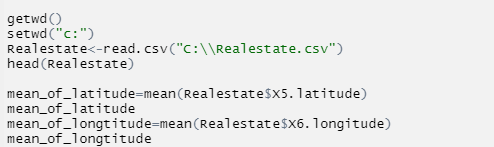 getwd()
setwd("c:")
Realestate<-read.csv("C:\\Realestate.csv")
head(Realestate)
mean_of_latitude=mean(Realestate$X5.latitude)
mean_of_latitude
mean_of_longtitude=mean(Realestate$X6.longitude)
mean_of_longtitude